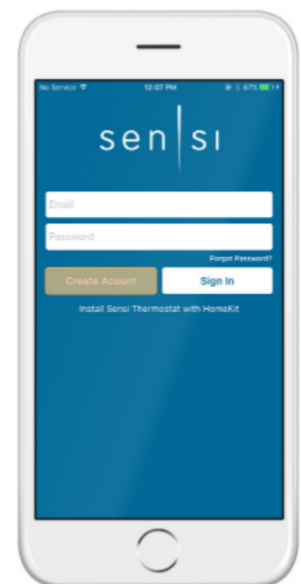 No Service 12:07 PM 67%
sen|si
Email
Password
Forgot Password?
Create Acount Sign In
Install Sensi Thermostat with HomeKit